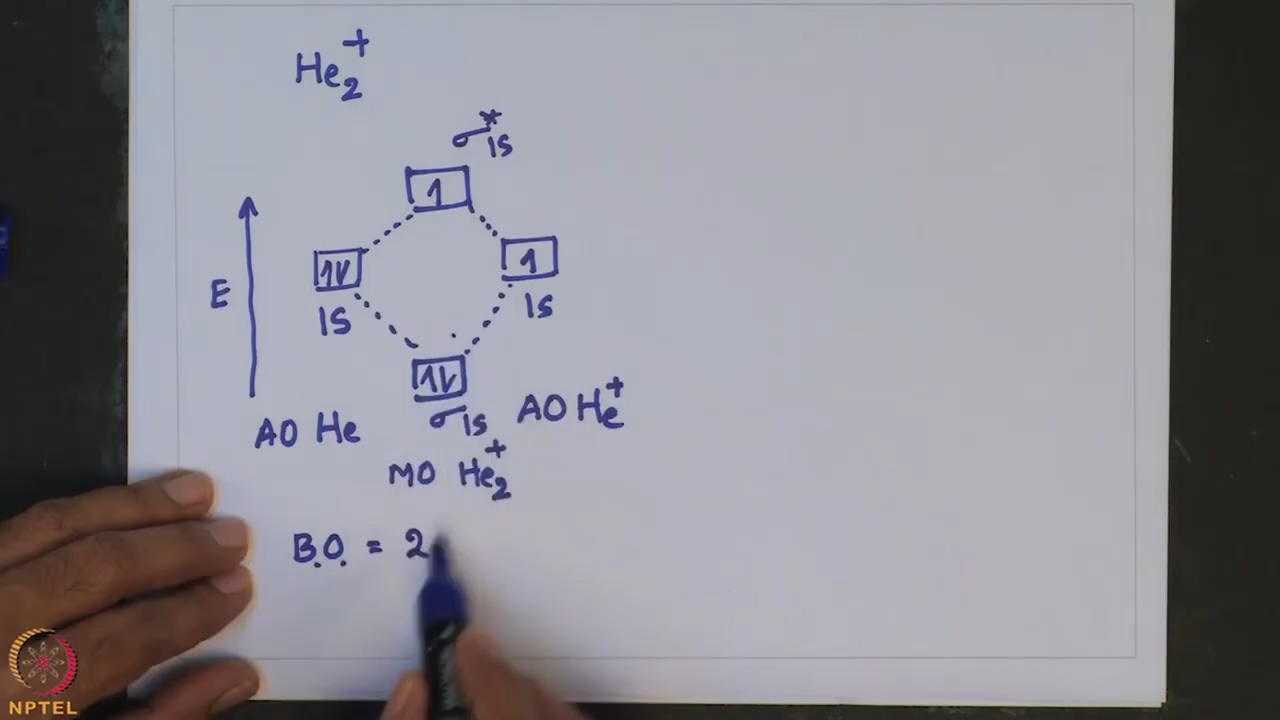 He₂⁺
σ*1s
1
1V 1
E
1S 1S
1V
σ1s AO He⁺
AO He
MO He₂⁺
B.O. = 2
NPTEL